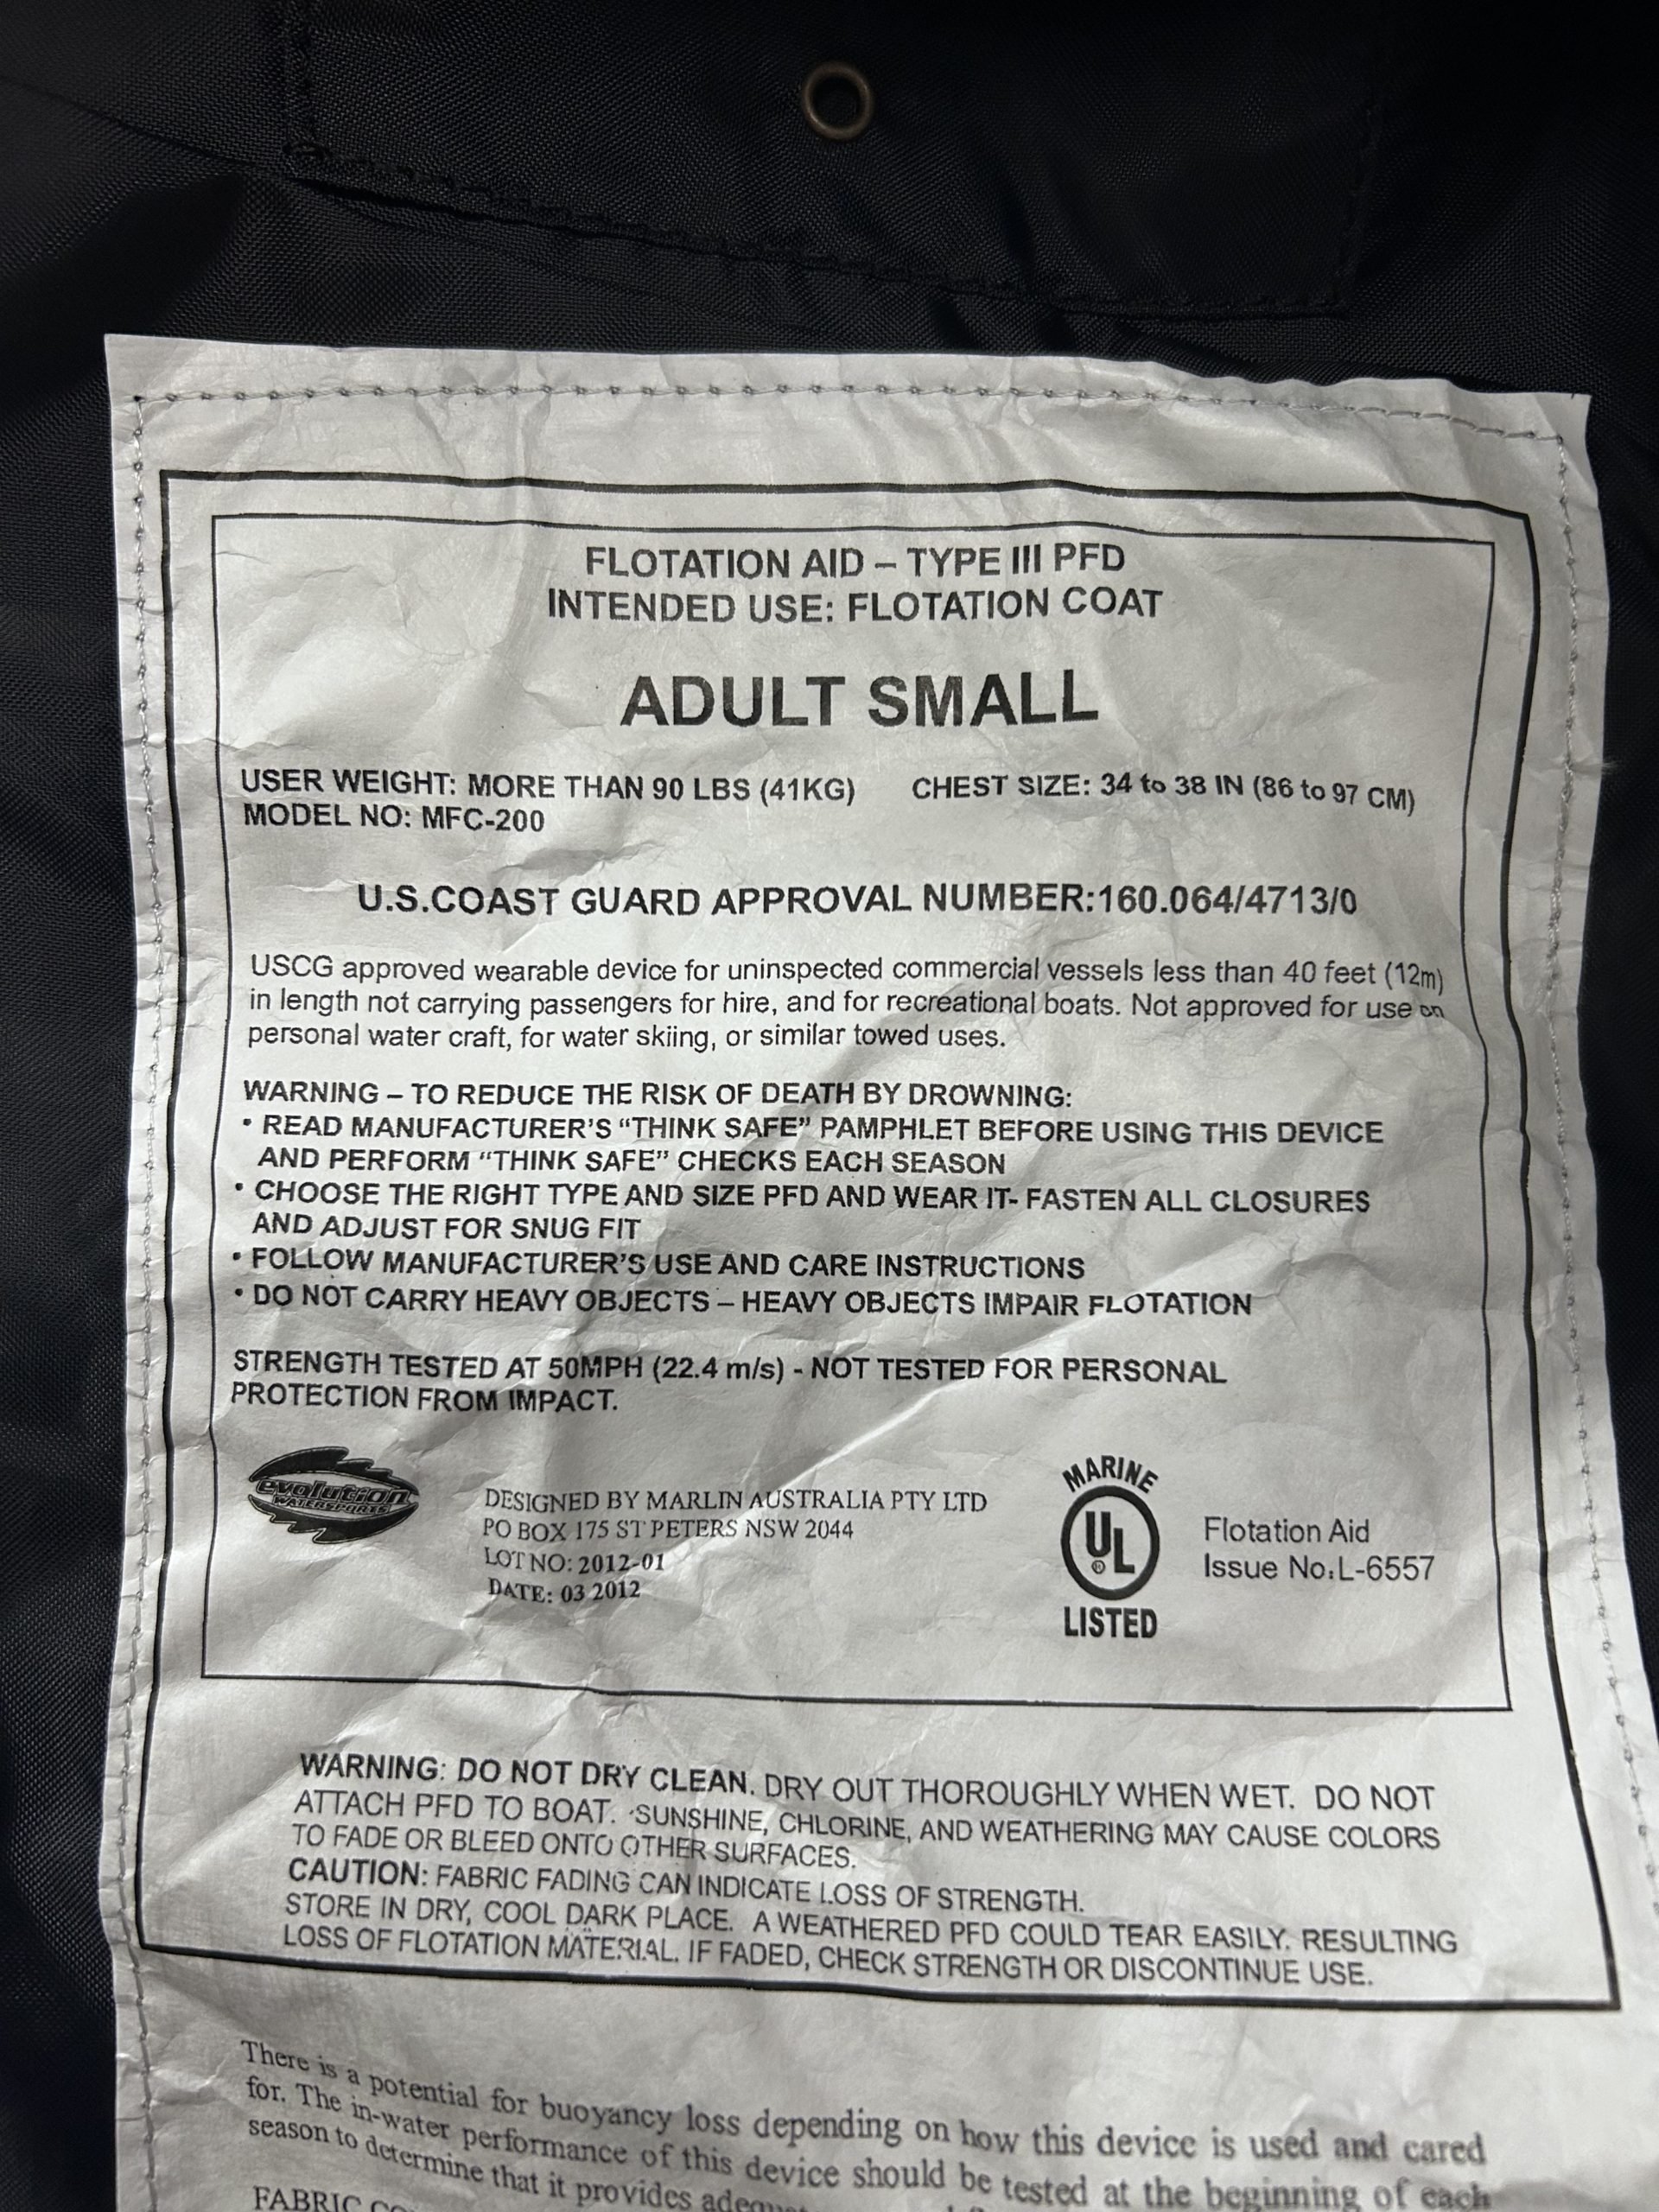 FLOTATION AID – TYPE III PFD
INTENDED USE: FLOTATION COAT
ADULT SMALL
USER WEIGHT: MORE THAN 90 LBS (41KG) CHEST SIZE: 34 to 38 IN (86 to 97 CM)
MODEL NO: MFC-200
U.S.COAST GUARD APPROVAL NUMBER:160.064/4713/0
USCG approved wearable device for uninspected commercial vessels less than 40 feet (12m)
in length not carrying passengers for hire, and for recreational boats. Not approved for use on
personal water craft, for water skiing, or similar towed uses.
WARNING – TO REDUCE THE RISK OF DEATH BY DROWNING:
• READ MANUFACTURER'S “THINK SAFE” PAMPHLET BEFORE USING THIS DEVICE
AND PERFORM “THINK SAFE” CHECKS EACH SEASON
• CHOOSE THE RIGHT TYPE AND SIZE PFD AND WEAR IT- FASTEN ALL CLOSURES
AND ADJUST FOR SNUG FIT
• FOLLOW MANUFACTURER'S USE AND CARE INSTRUCTIONS
• DO NOT CARRY HEAVY OBJECTS – HEAVY OBJECTS IMPAIR FLOTATION
STRENGTH TESTED AT 50MPH (22.4 m/s) - NOT TESTED FOR PERSONAL
PROTECTION FROM IMPACT.
evolution
WATERSPORTS
DESIGNED BY MARLIN AUSTRALIA PTY LTD
PO BOX 175 ST PETERS NSW 2044
LOT NO: 2012-01
DATE: 03 2012
MARINE
UL
®
LISTED
Flotation Aid
Issue No.L-6557
WARNING: DO NOT DRY CLEAN. DRY OUT THOROUGHLY WHEN WET. DO NOT
ATTACH PFD TO BOAT. SUNSHINE, CHLORINE, AND WEATHERING MAY CAUSE COLORS
TO FADE OR BLEED ONTO OTHER SURFACES.
CAUTION: FABRIC FADING CAN INDICATE LOSS OF STRENGTH.
STORE IN DRY, COOL DARK PLACE. A WEATHERED PFD COULD TEAR EASILY. RESULTING
LOSS OF FLOTATION MATERIAL. IF FADED, CHECK STRENGTH OR DISCONTINUE USE.
There is a potential for buoyancy loss depending on how this device is used and cared
for. The in-water performance of this device should be tested at the beginning of each
season to determine that it provides
FABRIC